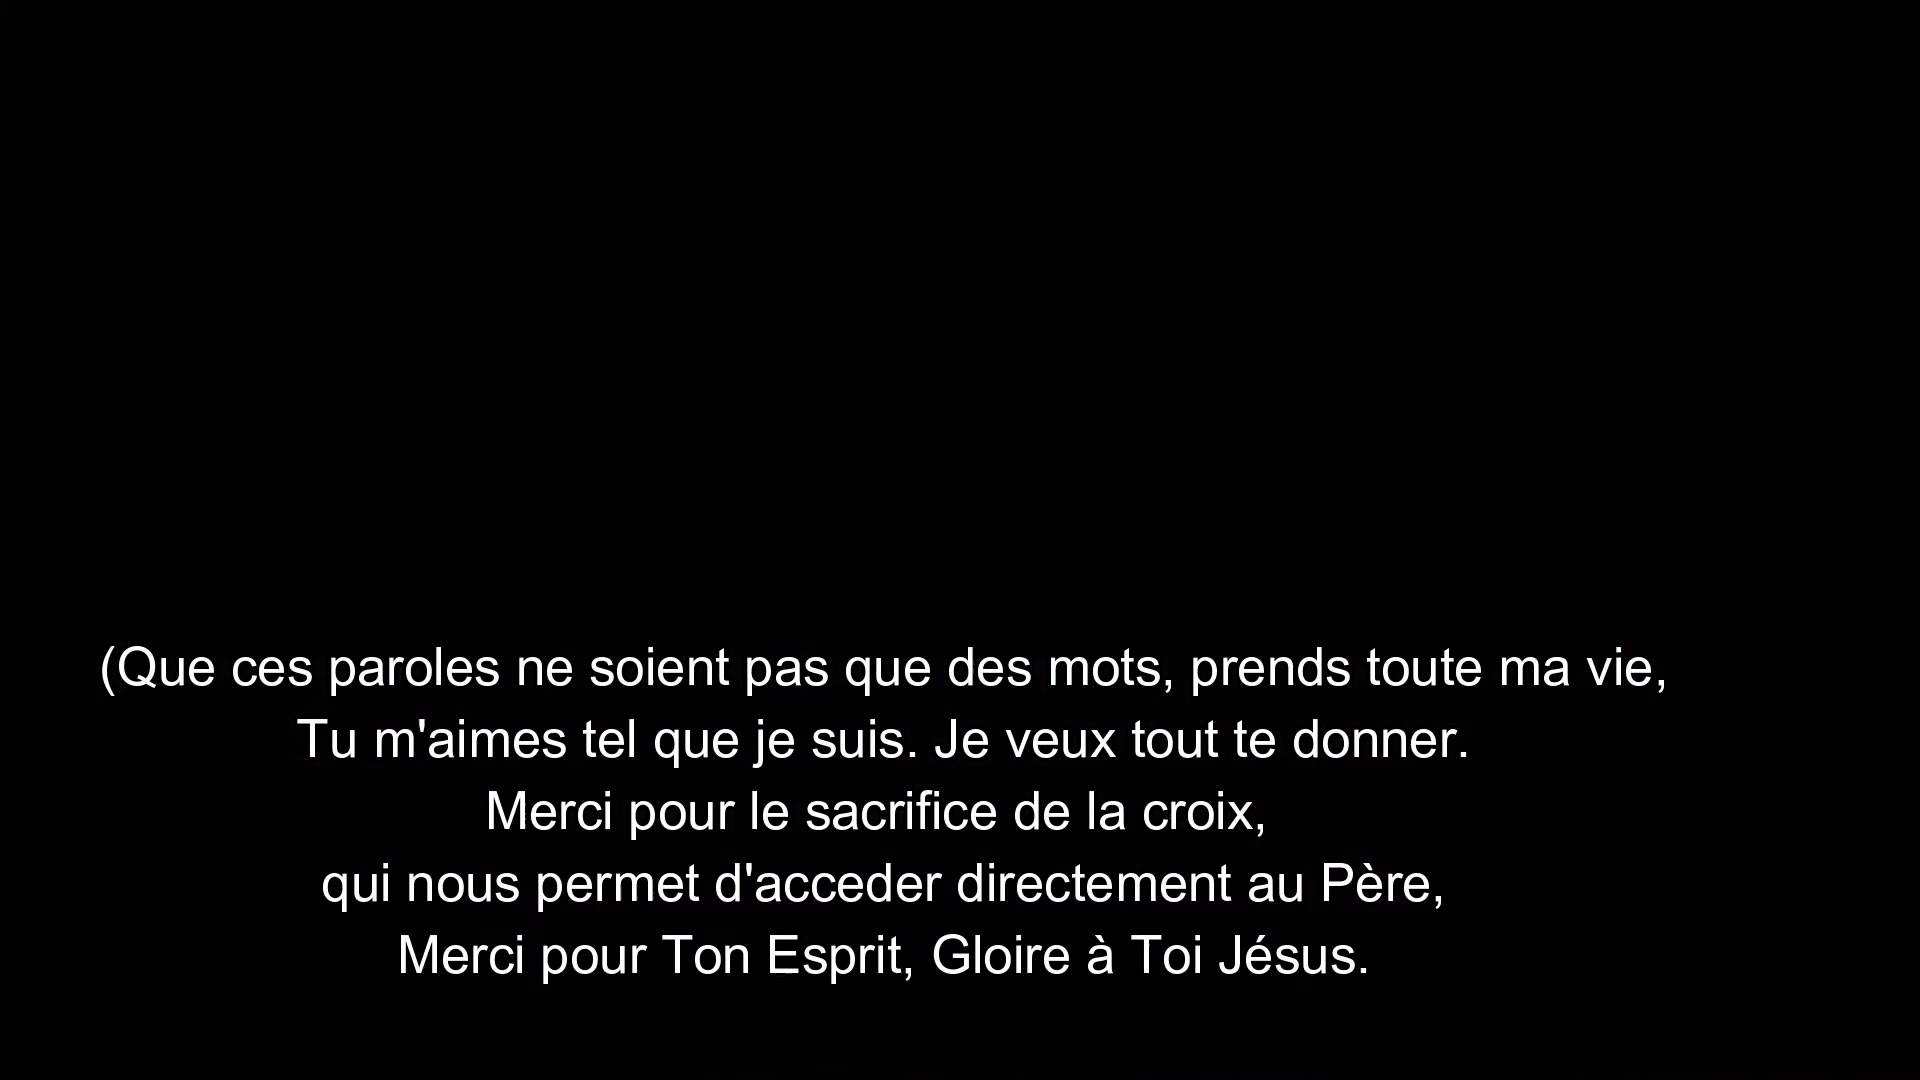 (Que ces paroles ne soient pas que des mots, prends toute ma vie,
Tu m'aimes tel que je suis. Je veux tout te donner.
Merci pour le sacrifice de la croix,
qui nous permet d'acceder directement au Père,
Merci pour Ton Esprit, Gloire à Toi Jésus.